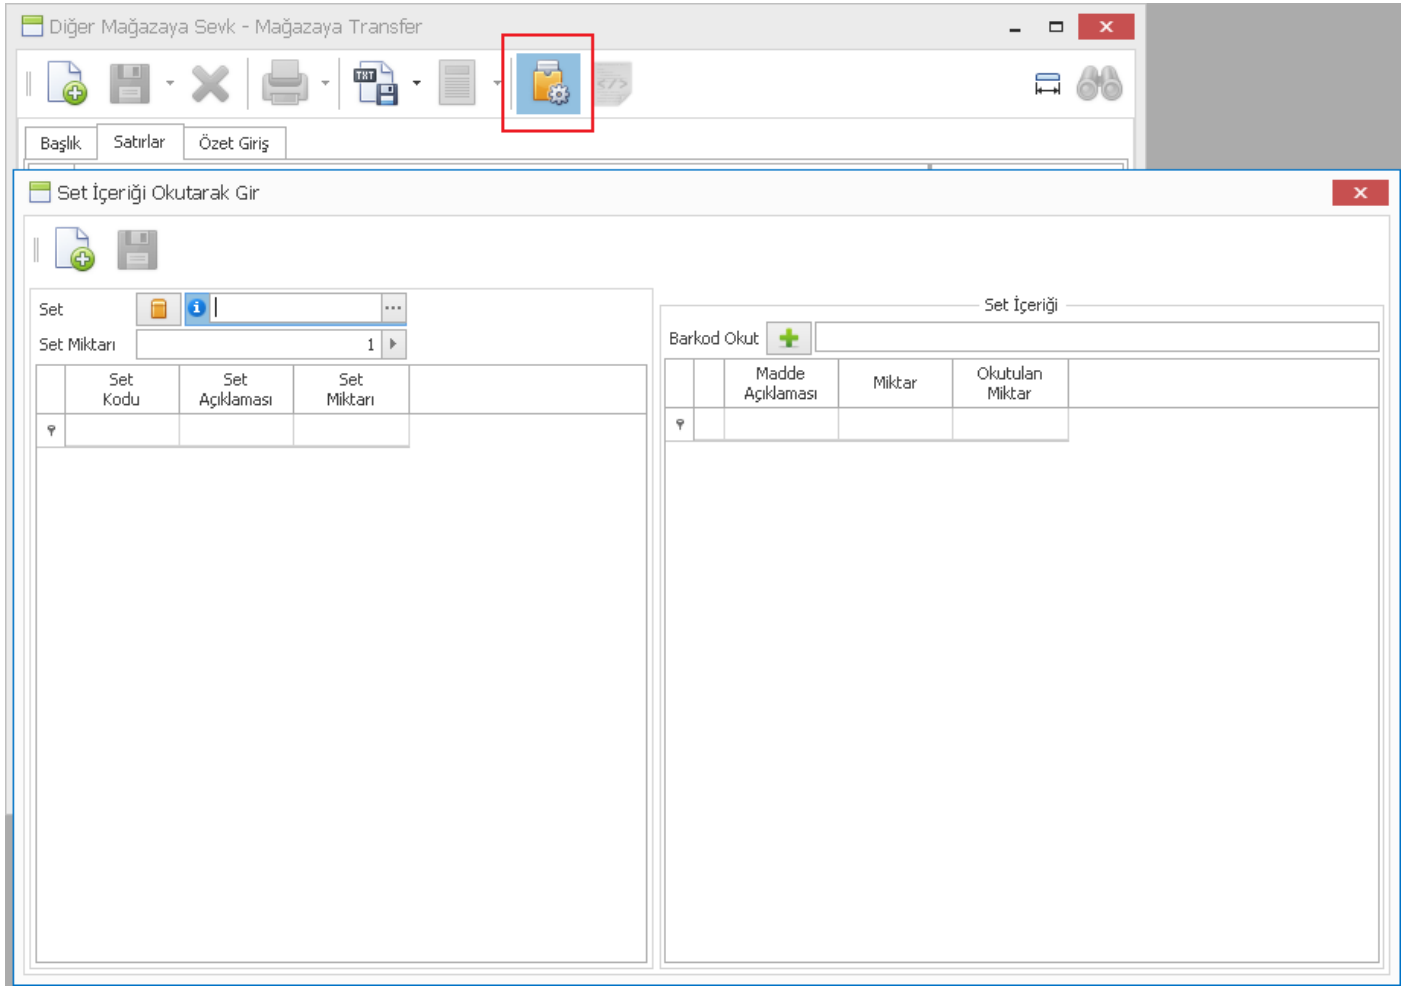 Diğer Mağazaya Sevk - Mağazaya Transfer
TXT
</>
Başlık Satırlar Özet Giriş
Set İçeriği Okutarak Gir
Set
Set Miktarı 1
Set Kodu
Set Açıklaması
Set Miktarı
Set İçeriği
Barkod Okut
Madde Açıklaması
Miktar
Okutulan Miktar